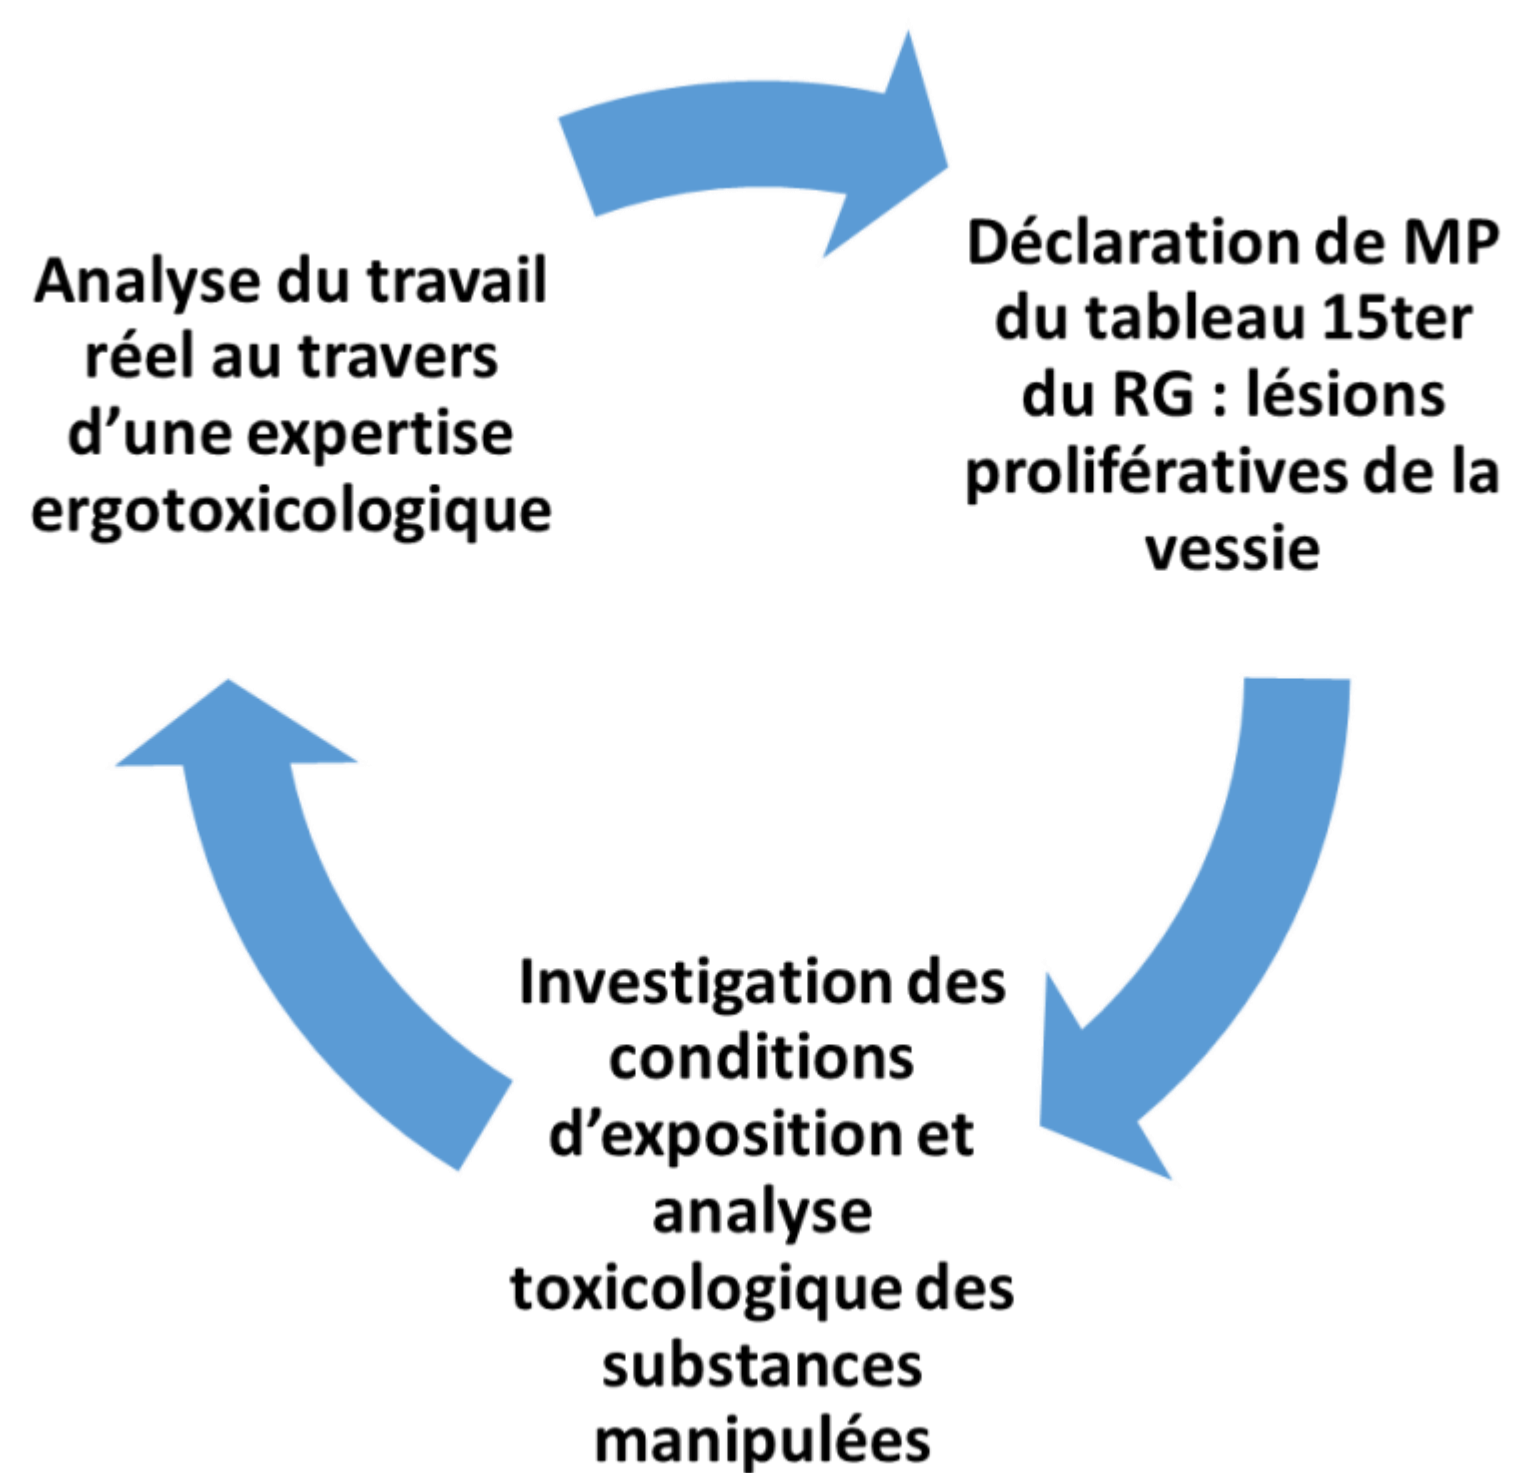 Analyse du travail
réel au travers
d’une expertise
ergotoxicologique
Déclaration de MP
du tableau 15ter
du RG : lésions
prolifératives de la
vessie
Investigation des
conditions
d’exposition et
analyse
toxicologique des
substances
manipulées